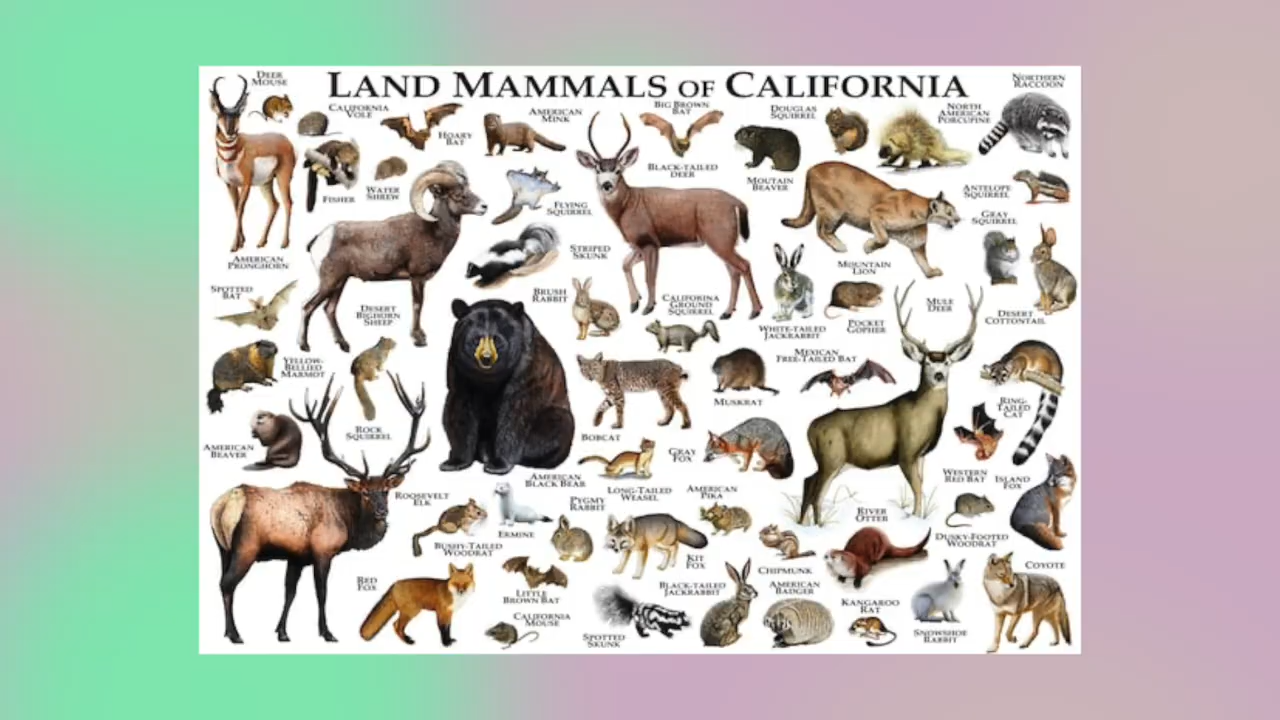 LAND MAMMALS OF CALIFORNIA
DEER
MOUSE
CALIFORNIA
VOLE
HOARY
BAT
AMERICAN
MINK
BIG BROWN
BAT
DOUGLAS
SQUIRREL
NORTH
AMERICAN
PORCUPINE
NORTHERN
RACCOON
FISHER
WATER
SHREW
FLYING
SQUIRREL
BLACK-TAILED
DEER
MOUTAIN
BEAVER
ANTELOPE
SQUIRREL
GRAY
SQUIRREL
AMERICAN
PRONGHORN
STRIPED
SKUNK
MOUNTAIN
LION
SPOTTED
BAT
DESERT
BIGHORN
SHEEP
BRUSH
RABBIT
CALIFORINA
GROUND
SQUIRREL
WHITE-TAILED
JACKRABBIT
POCKET
GOPHER
MULE
DEER
DESERT
COTTONTAIL
YELLOW-
BELLIED
MARMOT
MEXICAN
FREE-TAILED BAT
MUSKRAT
RING-
TAILED
CAT
AMERICAN
BEAVER
ROCK
SQUIRREL
BOBCAT
GRAY
FOX
AMERICAN
BLACK BEAR
WESTERN
RED BAT
ISLAND
FOX
ROOSEVELT
ELK
PYGMY
RABBIT
LONG-TAILED
WEASEL
AMERICAN
PIKA
RIVER
OTTER
ERMINE
BUSHY-TAILED
WOODRAT
DUSKY-FOOTED
WOODRAT
KIT
FOX
CHIPMUNK
COYOTE
RED
FOX
LITTLE
BROWN BAT
BLACK-TAILED
JACKRABBIT
AMERICAN
BADGER
KANGAROO
RAT
CALIFORNIA
MOUSE
SPOTTED
SKUNK
SNOWSHOE
RABBIT